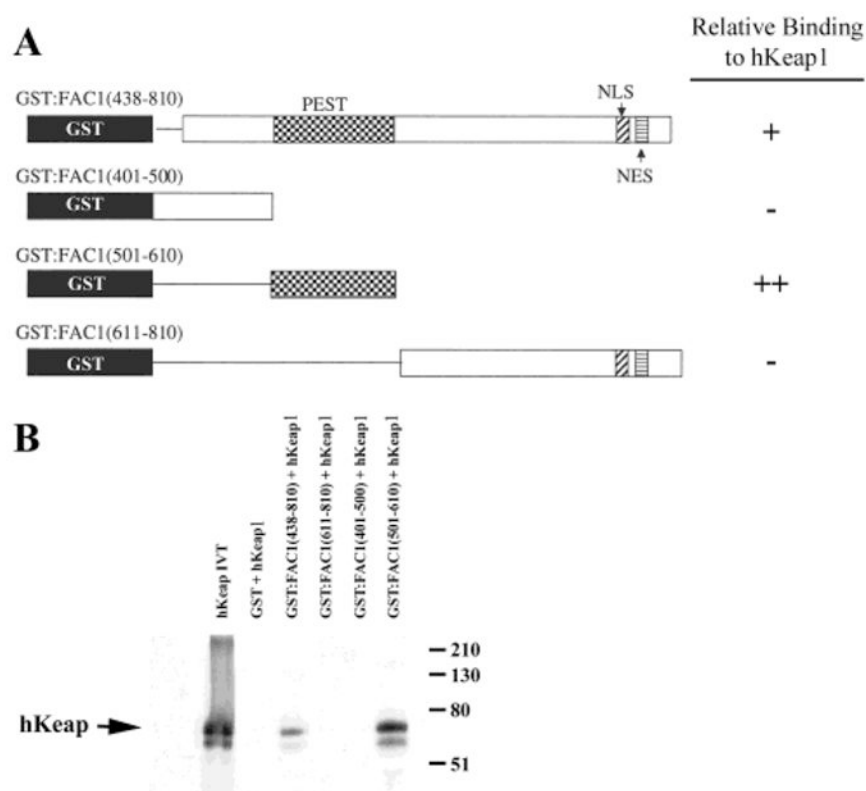 A
Relative Binding
to hKeap1
GST:FAC1(438-810)
PEST
NLS
GST
+
NES
GST:FAC1(401-500)
GST
-
GST:FAC1(501-610)
GST
++
GST:FAC1(611-810)
GST
-
B
hKeap IVT
GST + hKeap1
GST:FAC1(438-810) + hKeap1
GST:FAC1(611-810) + hKeap1
GST:FAC1(401-500) + hKeap1
GST:FAC1(501-610) + hKeap1
210
130
80
hKeap
51